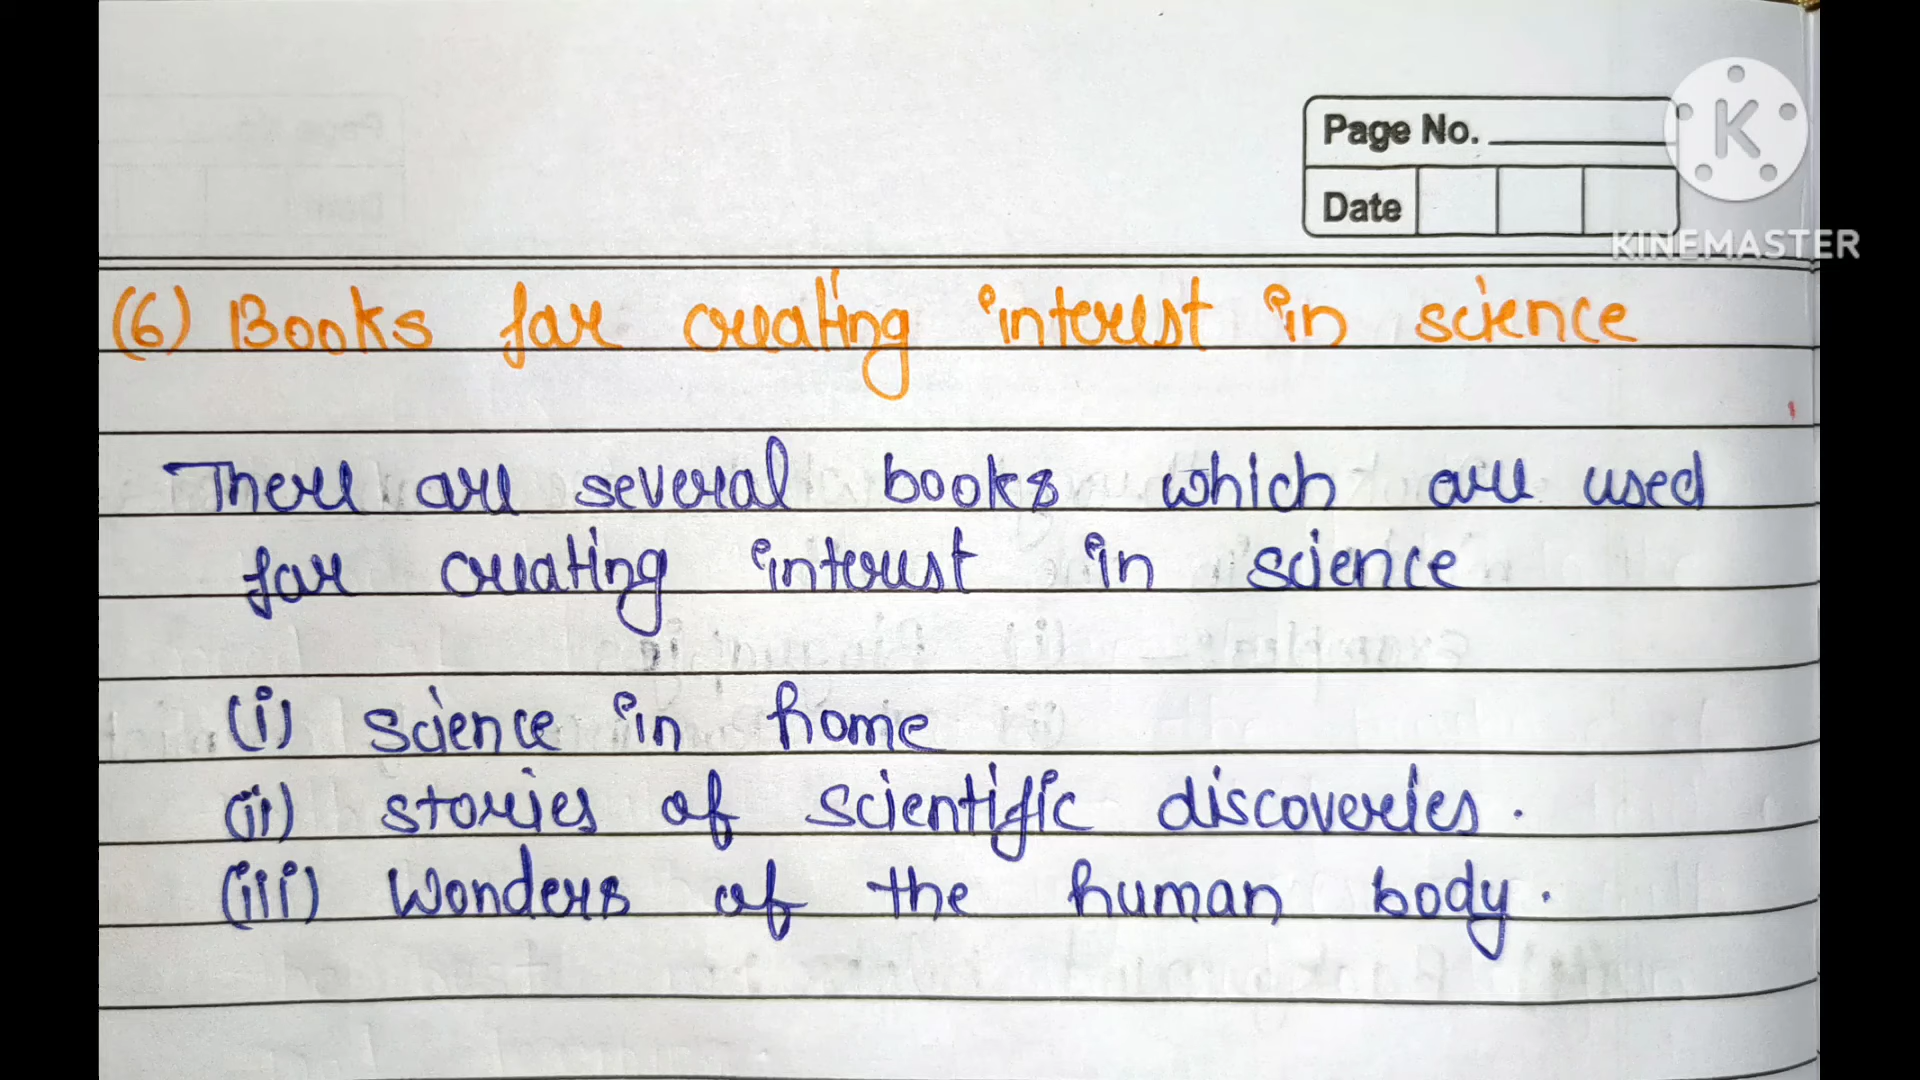 Page No.
Date
K
KINEMASTER
(6) Books for creating interest in science
There are several books which are used
for creating interest in science
(i) science in home
(ii) stories of scientific discoveries.
(iii) Wonders of the human body.